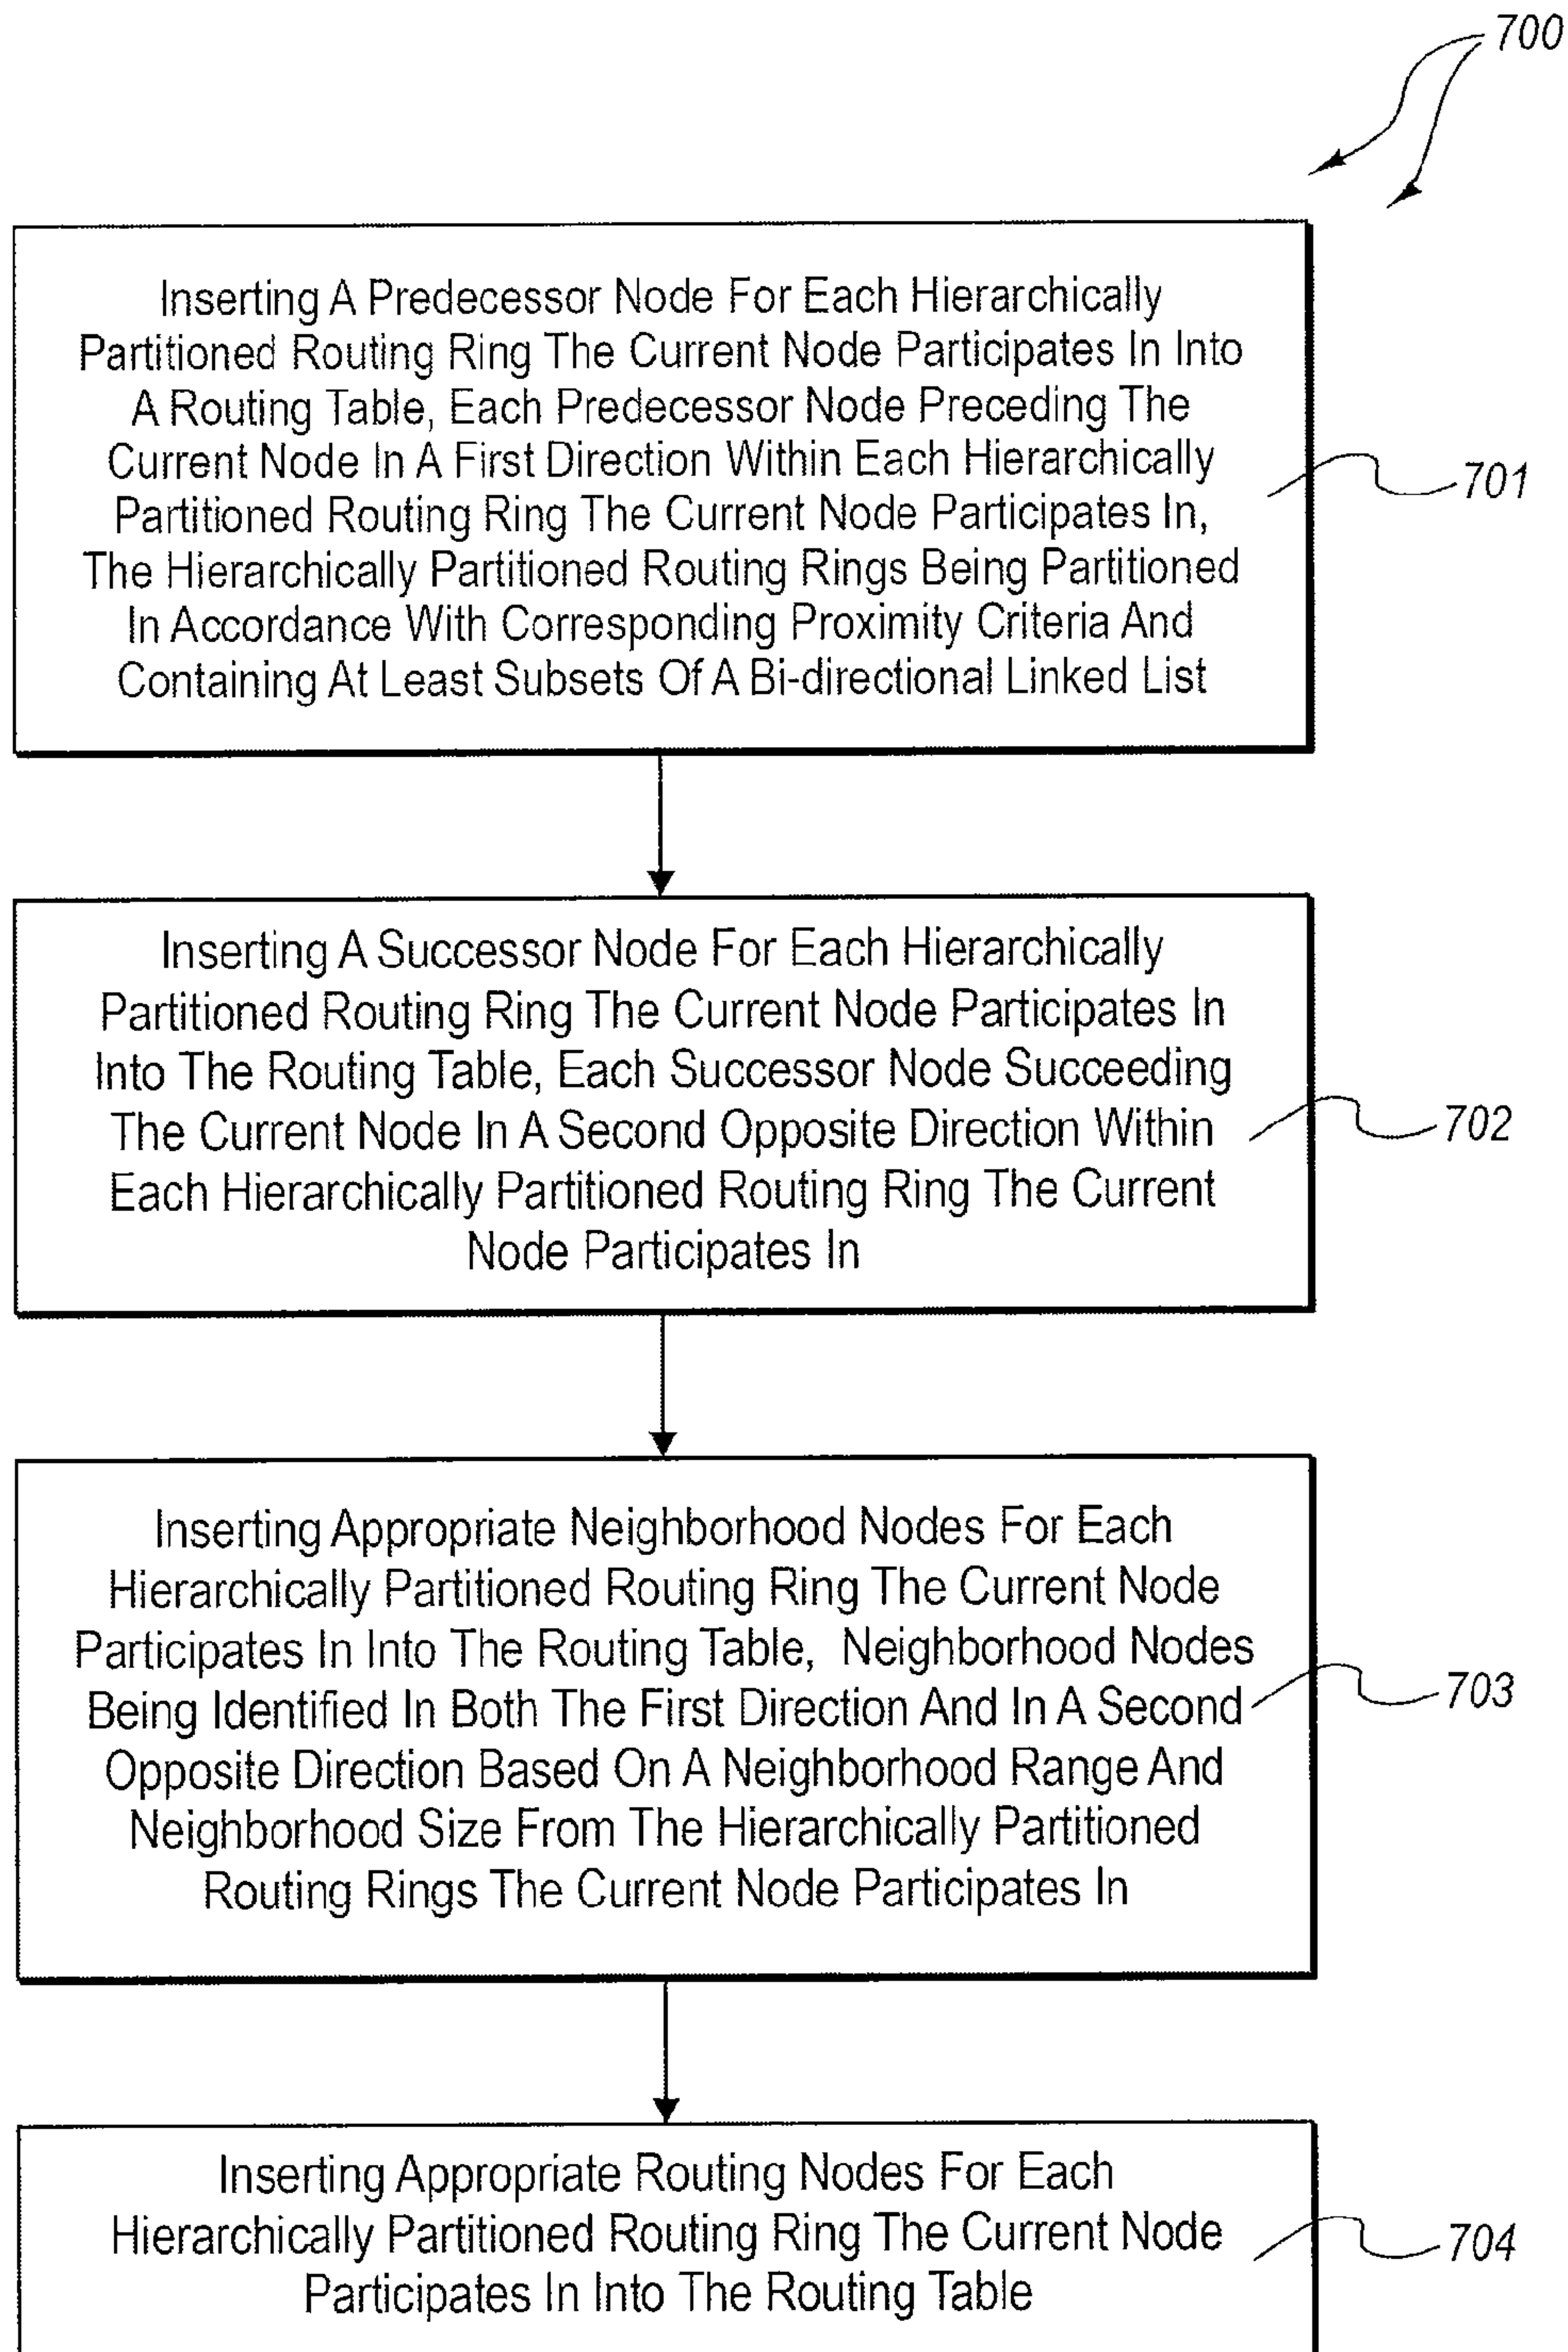 700
Inserting A Predecessor Node For Each Hierarchically
Partitioned Routing Ring The Current Node Participates In Into
A Routing Table, Each Predecessor Node Preceding The
Current Node In A First Direction Within Each Hierarchically
Partitioned Routing Ring The Current Node Participates In,
The Hierarchically Partitioned Routing Rings Being Partitioned
In Accordance With Corresponding Proximity Criteria And
Containing At Least Subsets Of A Bi-directional Linked List
701
Inserting A Successor Node For Each Hierarchically
Partitioned Routing Ring The Current Node Participates In
Into The Routing Table, Each Successor Node Succeeding
The Current Node In A Second Opposite Direction Within
Each Hierarchically Partitioned Routing Ring The Current
Node Participates In
702
Inserting Appropriate Neighborhood Nodes For Each
Hierarchically Partitioned Routing Ring The Current Node
Participates In Into The Routing Table, Neighborhood Nodes
Being Identified In Both The First Direction And In A Second
Opposite Direction Based On A Neighborhood Range And
Neighborhood Size From The Hierarchically Partitioned
Routing Rings The Current Node Participates In
703
Inserting Appropriate Routing Nodes For Each
Hierarchically Partitioned Routing Ring The Current Node
Participates In Into The Routing Table
704